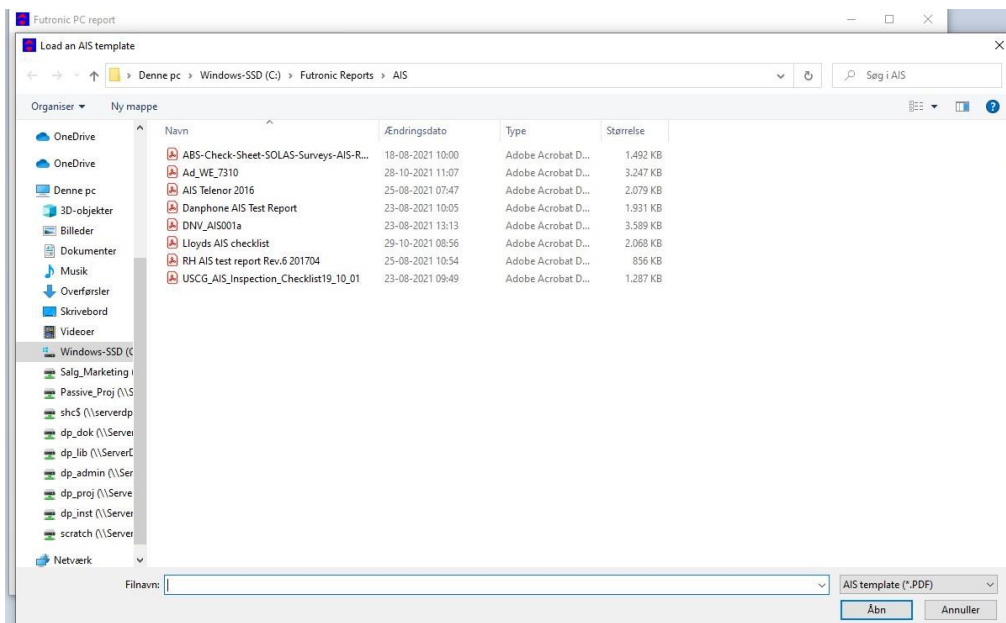 Futronic PC report
Load an AIS template
Denne pc › Windows-SSD (C:) › Futronic Reports › AIS
Søg i AIS
Organiser Ny mappe
Navn Ændringsdato Type Størrelse
ABS-Check-Sheet-SOLAS-Surveys-AIS-R... 18-08-2021 10:00 Adobe Acrobat D... 1.492 KB
Ad_WE_7310 28-10-2021 11:07 Adobe Acrobat D... 3.247 KB
AIS Telenor 2016 25-08-2021 07:47 Adobe Acrobat D... 2.079 KB
Danphone AIS Test Report 23-08-2021 10:05 Adobe Acrobat D... 1.931 KB
DNV_AIS001a 23-08-2021 13:13 Adobe Acrobat D... 3.589 KB
Lloyds AIS checklist 29-10-2021 08:56 Adobe Acrobat D... 2.068 KB
RH AIS test report Rev.6 201704 25-08-2021 10:54 Adobe Acrobat D... 856 KB
USCG_AIS_Inspection_Checklist19_10_01 23-08-2021 09:49 Adobe Acrobat D... 1.287 KB
OneDrive
OneDrive
Denne pc
3D-objekter
Billeder
Dokumenter
Musik
Overførsler
Skrivebord
Videoer
Windows-SSD (C
Salg_Marketing (
Passive_Proj (\\S
shc$ (\\serverdp
dp_dok (\\Server
dp_lib (\\ServerD
dp_admin (\\Ser
dp_proj (\\Serve
dp_inst (\\Server
scratch (\\Server
Netværk
Filnavn:
AIS template (*.PDF)
Åbn Annuller